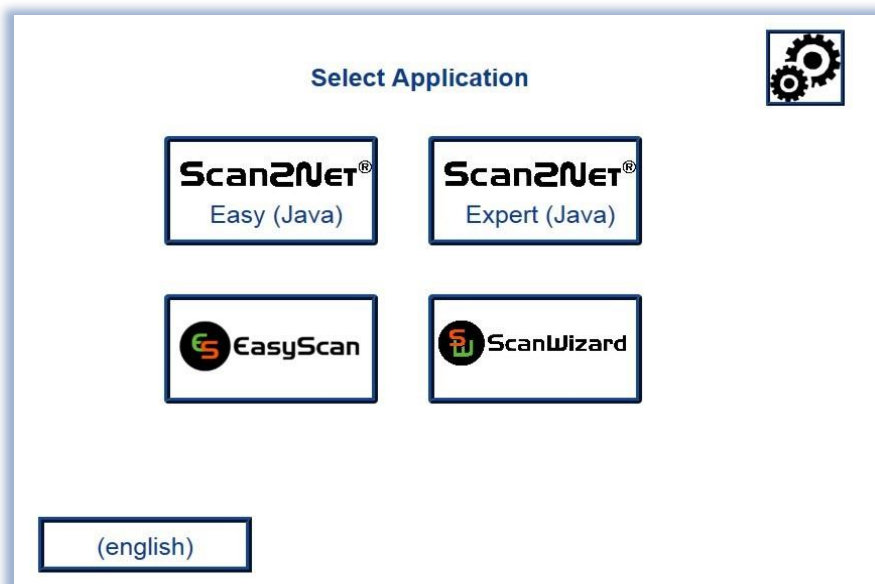 Select Application
Scan2Net®
Easy (Java)
Scan2Net®
Expert (Java)
ES EasyScan
SW ScanWizard
(english)